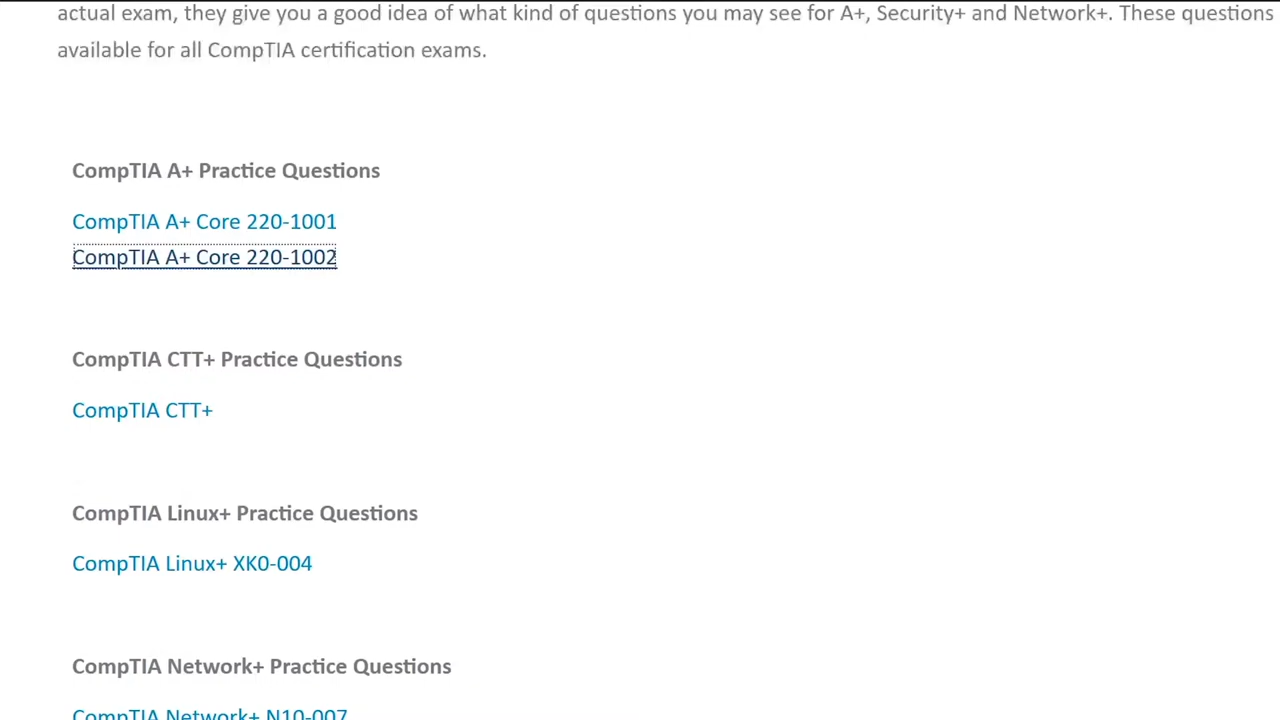 actual exam, they give you a good idea of what kind of questions you may see for A+, Security+ and Network+. These questions
available for all CompTIA certification exams.
CompTIA A+ Practice Questions
CompTIA A+ Core 220-1001
CompTIA A+ Core 220-1002
CompTIA CTT+ Practice Questions
CompTIA CTT+
CompTIA Linux+ Practice Questions
CompTIA Linux+ XK0-004
CompTIA Network+ Practice Questions
CompTIA Network+ N10-007